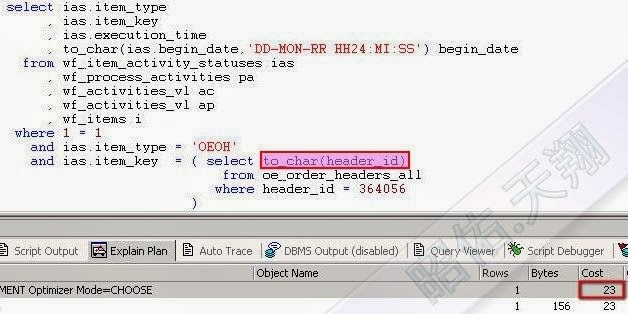 select ias.item_type
, ias.item_key
, ias.execution_time
, to_char(ias.begin_date,'DD-MON-RR HH24:MI:SS') begin_date
from wf_item_activity_statuses ias
, wf_process_activities pa
, wf_activities_vl ac
, wf_activities_vl ap
, wf_items i
where 1 = 1
and ias.item_type = 'OEOH'
and ias.item_key = ( select to_char(header_id)
from oe_order_headers_all
where header_id = 364056
)
Script Output Explain Plan Auto Trace DBMS Output (disabled) Query Viewer Script Debugger
Object Name Rows Bytes Cost
MENT Optimizer Mode=CHOOSE 1 23
1 156 23
昭佑.天翔